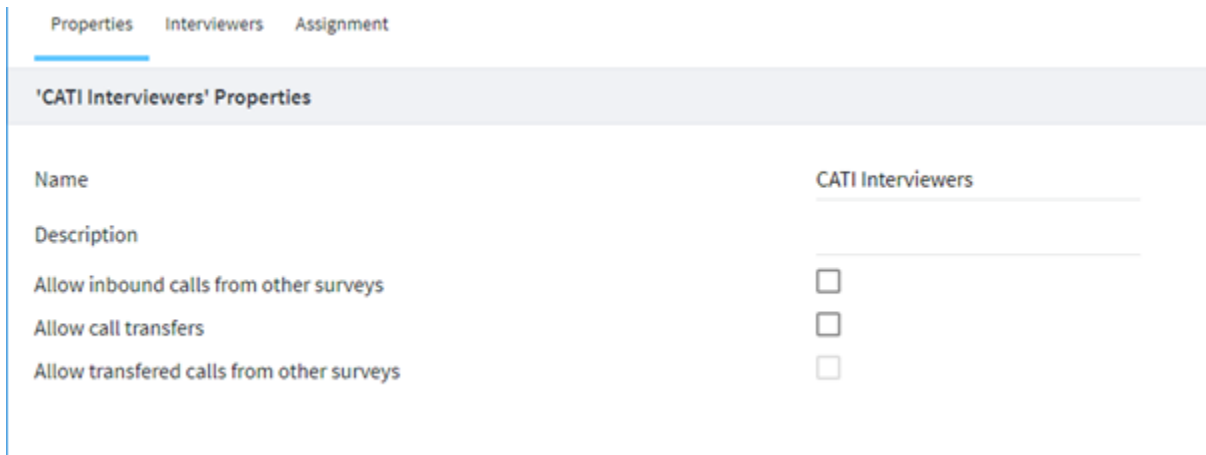 Properties Interviewers Assignment
'CATI Interviewers' Properties
Name CATI Interviewers
Description
Allow inbound calls from other surveys
Allow call transfers
Allow transfered calls from other surveys